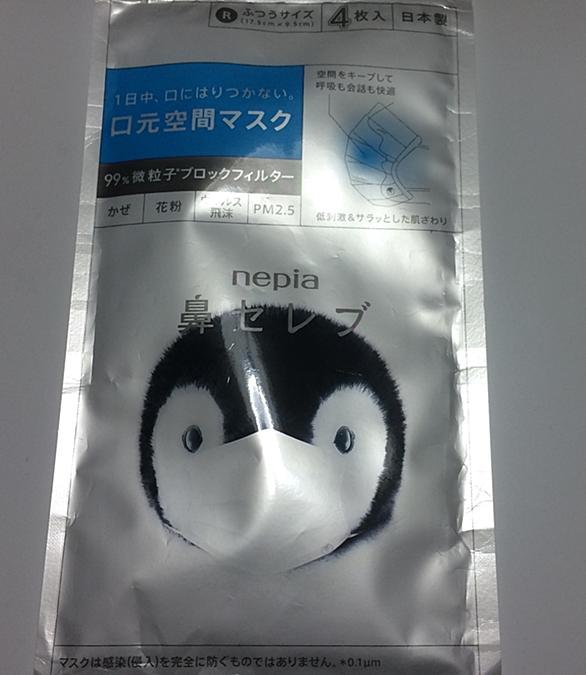 R ふつうサイズ 4枚入 日本製
(17.5cm×9.5cm)
1日中、口にはりつかない。
口元空間マスク
99%微粒子*ブロックフィルター
かぜ 花粉 ウイルス飛沫 PM2.5
空間をキープして
呼吸も会話も快適
低刺激&サラッとした肌ざわり
nepia
鼻セレブ
マスクは感染(侵入)を完全に防ぐものではありません。*0.1μm